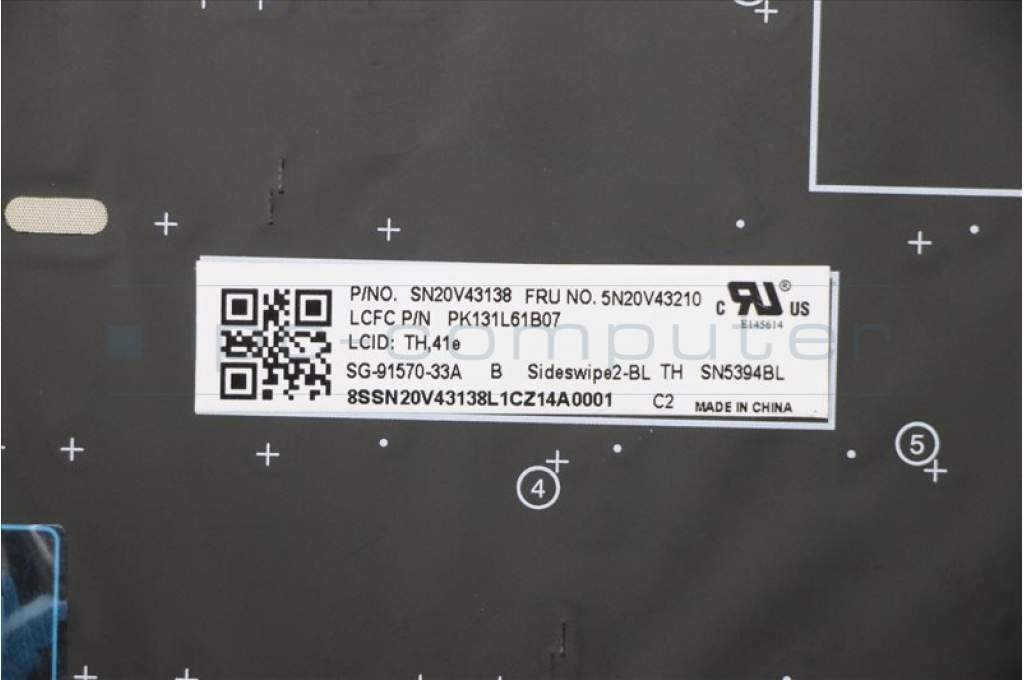 P/NO. SN20V43138 FRU NO. 5N20V43210
LCFC P/N PK131L61B07
LCID: TH,41e
SG-91570-33A B Sideswipe2-BL TH SN5394BL
8SSN20V43138L1CZ14A0001 C2 MADE IN CHINA
C RU ® US
E145614
computer
4
5